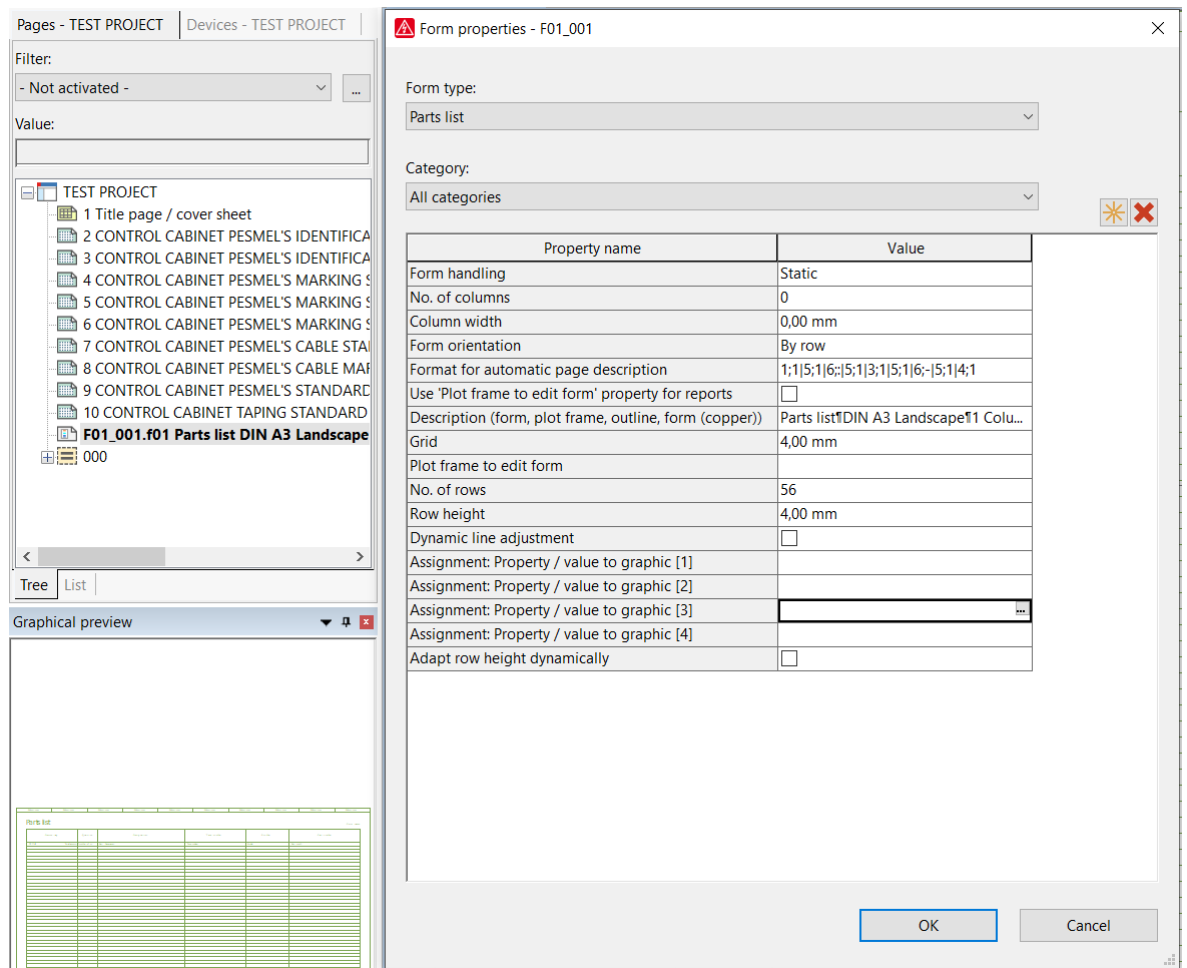 Pages - TEST PROJECT
Devices - TEST PROJECT
Filter:
- Not activated -
...
Value:
TEST PROJECT
1 Title page / cover sheet
2 CONTROL CABINET PESMEL'S IDENTIFICA
3 CONTROL CABINET PESMEL'S IDENTIFICA
4 CONTROL CABINET PESMEL'S MARKING S
5 CONTROL CABINET PESMEL'S MARKING S
6 CONTROL CABINET PESMEL'S MARKING S
7 CONTROL CABINET PESMEL'S CABLE STA
8 CONTROL CABINET PESMEL'S CABLE MAR
9 CONTROL CABINET PESMEL'S STANDARD
10 CONTROL CABINET TAPING STANDARD
F01_001.f01 Parts list DIN A3 Landscape
000
Tree
List
Graphical preview
Parts list
Form properties - F01_001
Form type:
Parts list
Category:
All categories
Property name Value
Form handling Static
No. of columns 0
Column width 0,00 mm
Form orientation By row
Format for automatic page description 1;1|5;1|6;:|5;1|3;1|5;1|6;-|5;1|4;1
Use 'Plot frame to edit form' property for reports
Description (form, plot frame, outline, form (copper)) Parts list¶DIN A3 Landscape¶1 Colu...
Grid 4,00 mm
Plot frame to edit form
No. of rows 56
Row height 4,00 mm
Dynamic line adjustment
Assignment: Property / value to graphic [1]
Assignment: Property / value to graphic [2]
Assignment: Property / value to graphic [3] ...
Assignment: Property / value to graphic [4]
Adapt row height dynamically
OK
Cancel